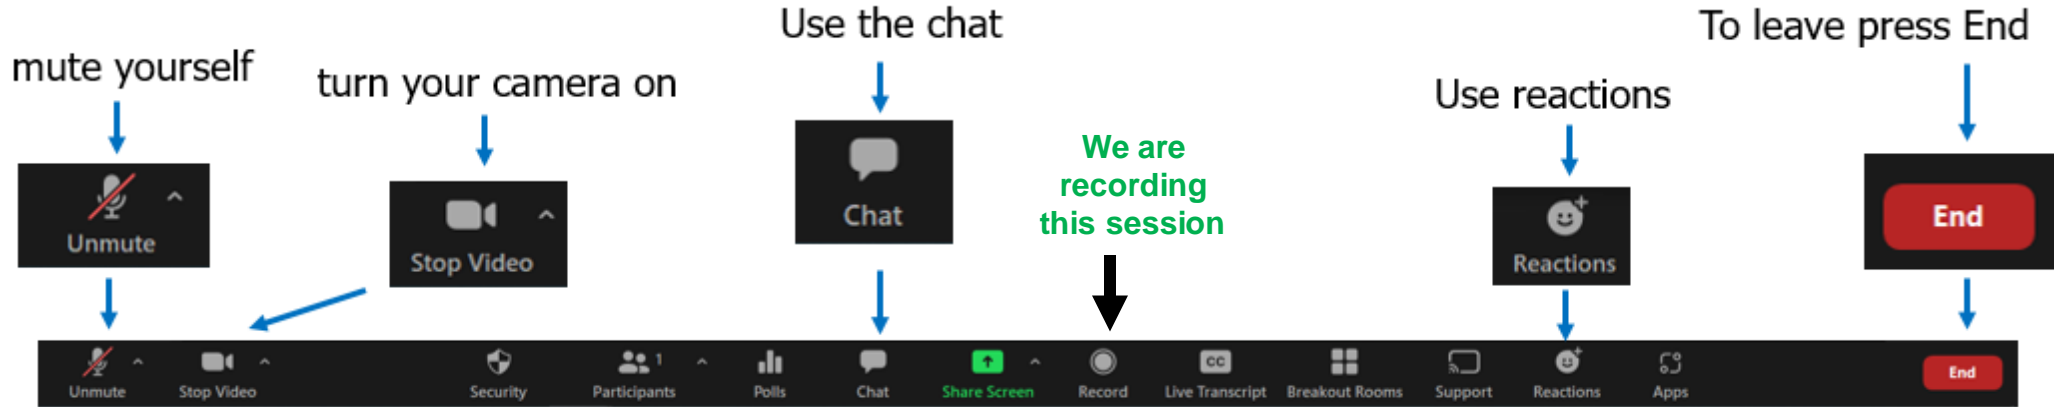 mute yourself
turn your camera on
Use the chat
We are
recording
this session
Use reactions
To leave press End
Unmute
Stop Video
Chat
Reactions
End
Unmute
Stop Video
Security
Participants
1
Polls
Chat
Share Screen
Record
CC
Live Transcript
Breakout Rooms
Support
Reactions
Apps
End